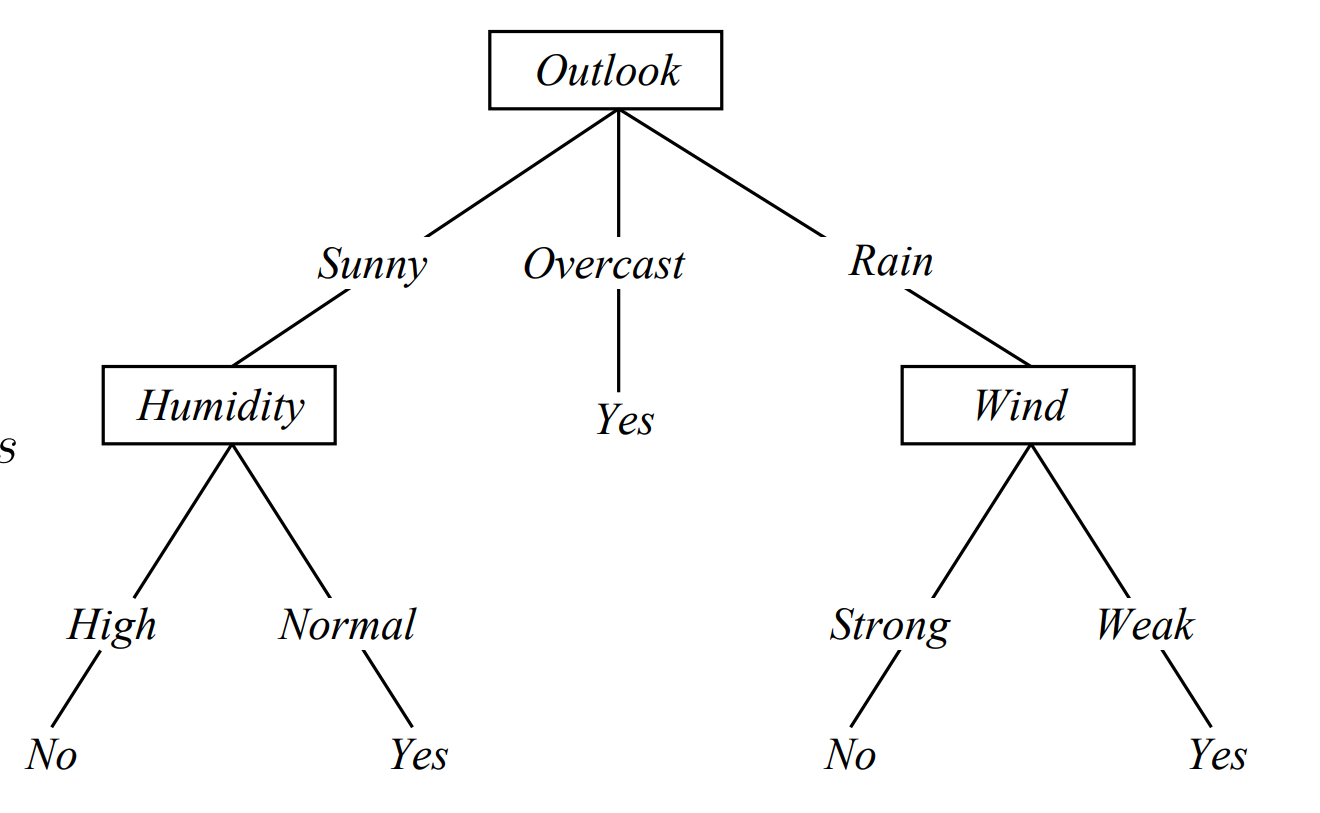 Outlook
Sunny Overcast Rain
Humidity Yes Wind
s
High Normal Strong Weak
No Yes No Yes